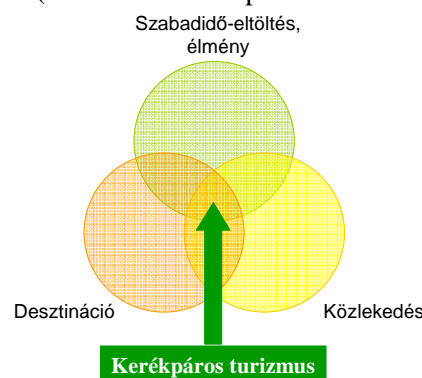 Szabadidő-eltöltés,
élmény
Desztináció
Közlekedés
Kerékpáros turizmus